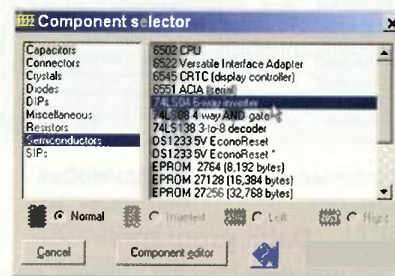 Component selector
Capacitors
Connectors
Crystals
Diodes
DIPs
Miscellaneous
Resistors
Semiconductors
SIPs
6502 CPU
6522 Versatile Interface Adapter
6545 CRTC (display controller)
6551 ACIA (serial)
74LS04 6-way inverter
74LS08 4-way AND gate
74LS138 3-to-8 decoder
DS1233 5V EconoReset
DS1233 5V EconoReset *
EPROM 2764 (8,192 bytes)
EPROM 27128 (16,384 bytes)
EPROM 27256 (32,768 bytes)
Normal Inverted Left Right
Cancel Component editor